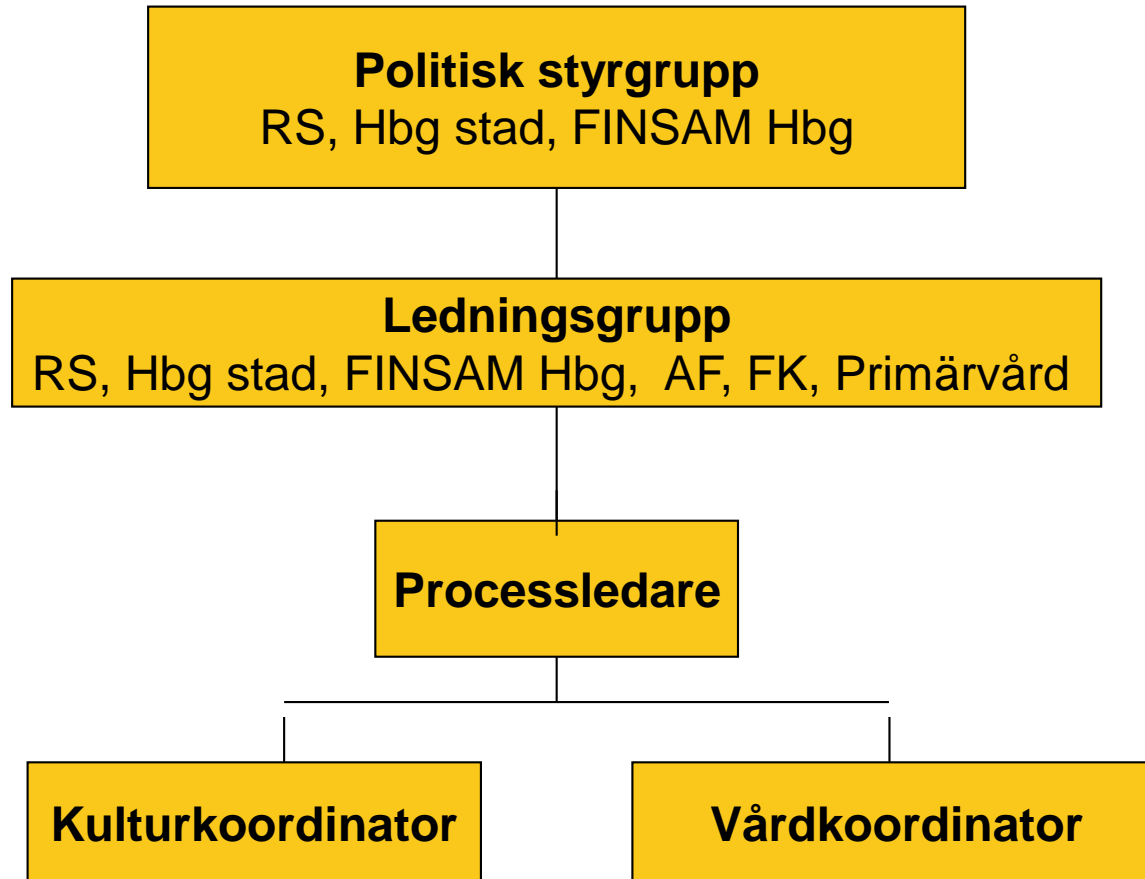 Politisk styrgrupp
RS, Hbg stad, FINSAM Hbg
Ledningsgrupp
RS, Hbg stad, FINSAM Hbg, AF, FK, Primärvård
Processledare
Kulturkoordinator
Vårdkoordinator